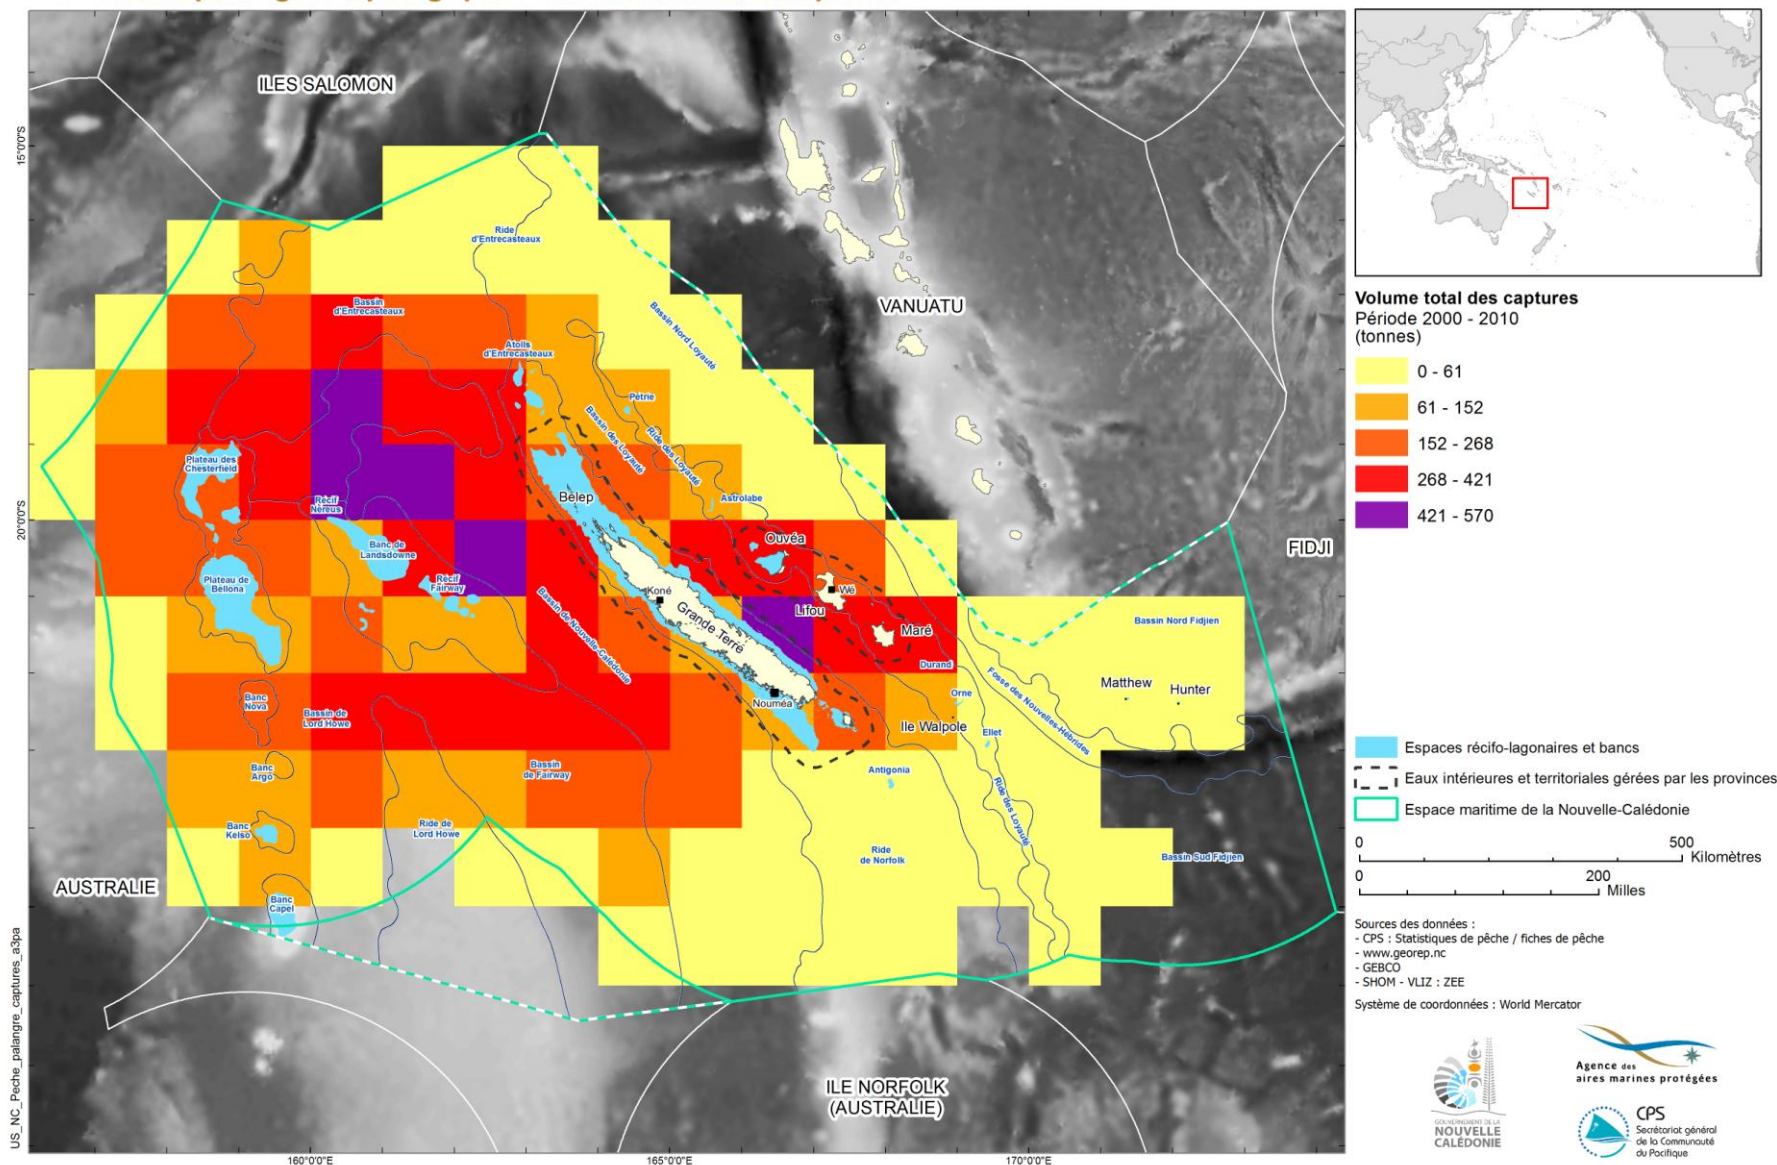 ILES SALOMON
15°0'0"S
Ride
d'Entrecasteaux
VANUATU
Bassin
d'Entrecasteaux
Bassin Nord Loyauté
Atolls
d'Entrecasteaux
Pétrie
Bassin des Loyauté
Ride des Loyauté
Plateau des
Chesterfield
Bélep
Astrolabe
Récif
Néréus
20°0'0"S
Banc de
Landsdowne
Ouvéa
FIDJI
Plateau de
Bellona
Récif
Fairway
Koné
Wé
Lifou
Grande Terre
Bassin de Nouvelle-Calédonie
Maré
Bassin Nord Fidjien
Durand
Fosse des Nouvelles-Hébrides
Matthew
Hunter
Banc
Nova
Bassin de
Lord Howe
Nouméa
Orne
Ile Walpole
Ellet
Banc
Argo
Bassin
de Fairway
Antigonia
Ride des Loyauté
Banc
Kelso
Ride de
Lord Howe
Ride
de Norfolk
Bassin Sud Fidjien
AUSTRALIE
Banc
Capel
ILE NORFOLK
(AUSTRALIE)
US_NC_Peche_palangre_captures_a3pa
160°0'0"E
165°0'0"E
170°0'0"E
Volume total des captures
Période 2000 - 2010
(tonnes)
0 - 61
61 - 152
152 - 268
268 - 421
421 - 570
Espaces récifo-lagonaires et bancs
Eaux intérieures et territoriales gérées par les provinces
Espace maritime de la Nouvelle-Calédonie
0 500
Kilomètres
0 200
Milles
Sources des données :
- CPS : Statistiques de pêche / fiches de pêche
- www.georep.nc
- GEBCO
- SHOM - VLIZ : ZEE
Système de coordonnées : World Mercator
GOUVERNEMENT DE LA
NOUVELLE
CALÉDONIE
Agence des
aires marines protégées
CPS
Secrétariat général
de la Communauté
du Pacifique